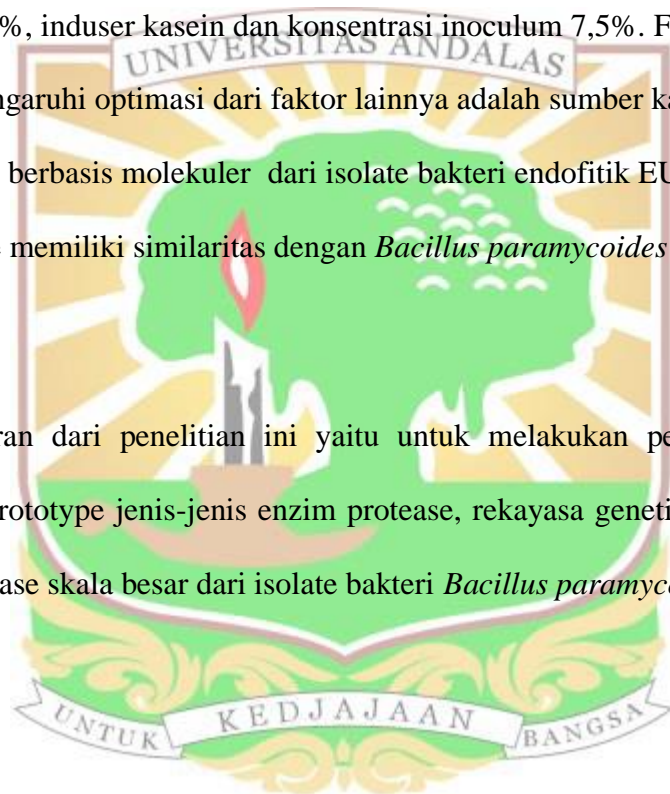 %, induser kasein dan konsentrasi inoculum 7,5%. F
UNIVERSITAS ANDALAS
ngaruhi optimasi dari faktor lainnya adalah sumber ka
berbasis molekuler dari isolate bakteri endofitik EU
memiliki similaritas dengan Bacillus paramycoides
ran dari penelitian ini yaitu untuk melakukan pe
rototype jenis-jenis enzim protease, rekayasa geneti
ase skala besar dari isolate bakteri Bacillus paramyc
UNTUK KEDJAJAAN BANGSA